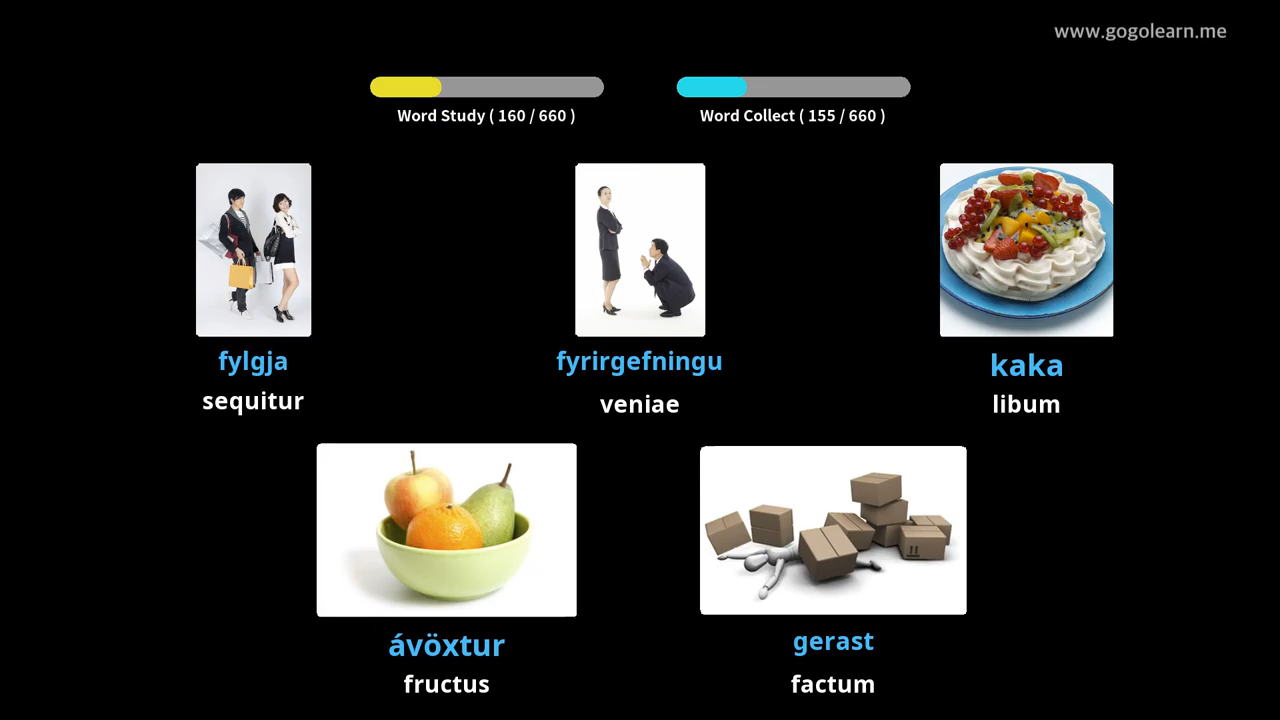 www.gogolearn.me
Word Study ( 160 / 660 )
Word Collect ( 155 / 660 )
fylgja
sequitur
fyrirgefningu
veniae
kaka
libum
ávöxtur
fructus
gerast
factum